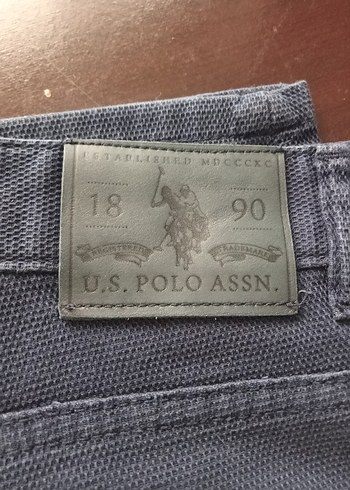 ESTABLISHED MDCCCXC
18 90
REGISTERED TRADEMARK
U.S. POLO ASSN.